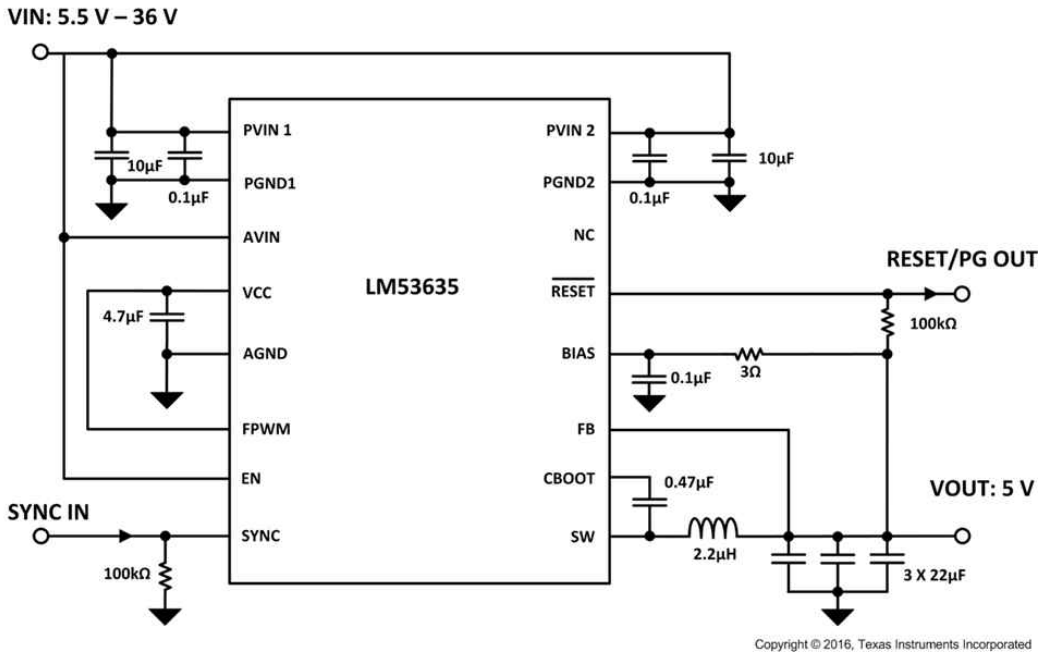 VIN: 5.5 V – 36 V
PVIN 1
PVIN 2
10µF
0.1µF
PGND1
PGND2
0.1µF
10µF
AVIN
NC
RESET/PG OUT
VCC
LM53635
RESET
4.7µF
100kΩ
AGND
BIAS
0.1µF
3Ω
FPWM
FB
EN
CBOOT
0.47µF
VOUT: 5 V
SYNC IN
SYNC
SW
2.2µH
100kΩ
3 X 22µF
Copyright © 2016, Texas Instruments Incorporated